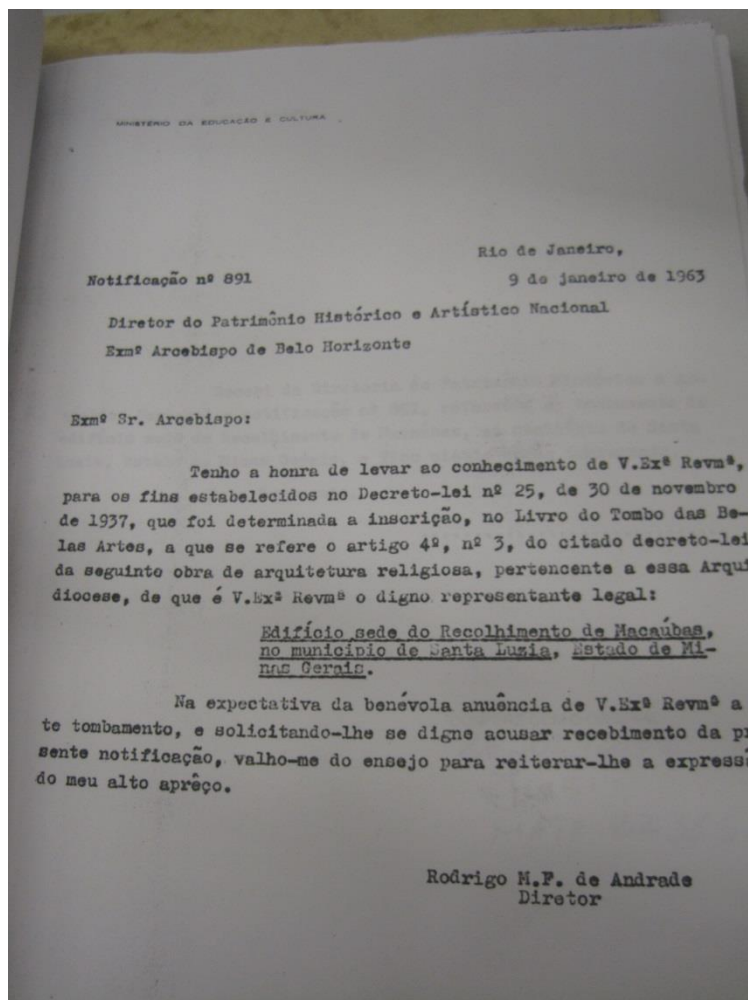 MINISTÉRIO DA EDUCAÇÃO E CULTURA
Rio de Janeiro,
Notificação nº 891
9 de janeiro de 1963
Diretor do Patrimônio Histórico e Artístico Nacional
Exmº Arcebispo de Belo Horizonte
Exmº Sr. Arcebispo:
Tenho a honra de levar ao conhecimento de V.Exª Revmª,
para os fins estabelecidos no Decreto-lei nº 25, de 30 de novembro
de 1937, que foi determinada a inscrição, no Livro do Tombo das Be-
las Artes, a que se refere o artigo 4º, nº 3, do citado decreto-lei
da seguinto obra de arquitetura religiosa, pertencente a essa Arqui
diocese, de que é V.Exª Revmª o digno representante legal:
Edifício sede do Recolhimento de Macaúbas,
no município de Santa Luzia, Estado de Mi-
nas Gerais.
Na expectativa da benévola anuência de V.Exª Revmª a
te tombamento, e solicitando-lhe se digne acusar recebimento da pr
sente notificação, valho-me do ensejo para reiterar-lhe a express
do meu alto aprêço.
Rodrigo M.F. de Andrade
Diretor